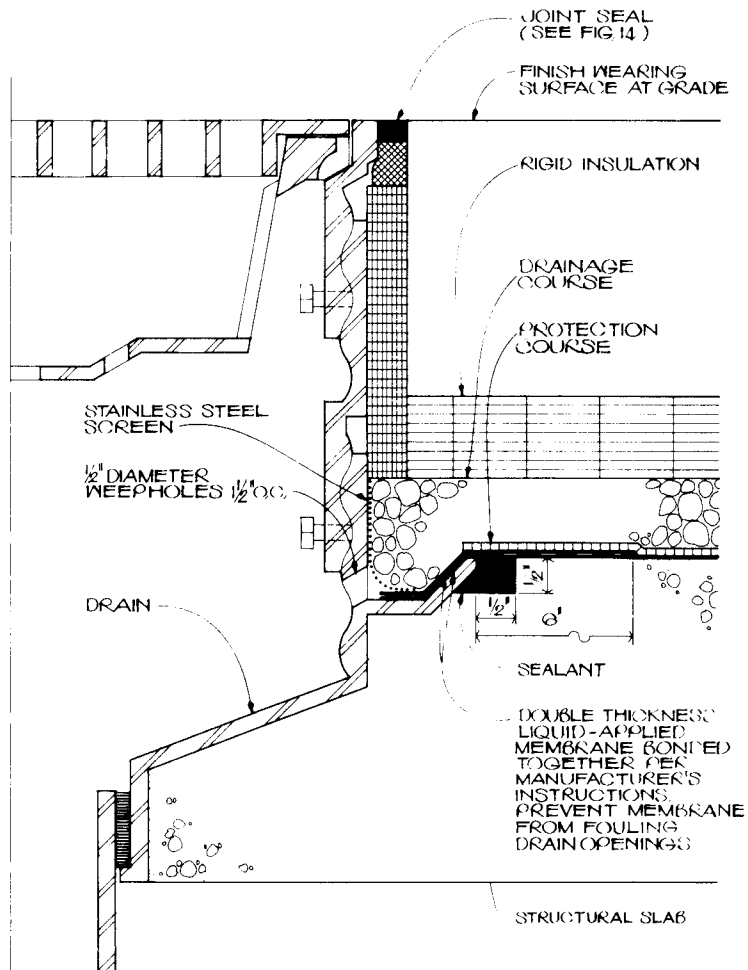 JOINT SEAL
(SEE FIG. 14)
FINISH WEARING
SURFACE AT GRADE
RIGID INSULATION
DRAINAGE
COURSE
PROTECTION
COURSE
STAINLESS STEEL
SCREEN
1/2" DIAMETER
WEEPHOLES 1 1/2" O.C.
DRAIN
1/2"
1/2"
6"
SEALANT
DOUBLE THICKNESS
LIQUID-APPLIED
MEMBRANE BONDED
TOGETHER PER
MANUFACTURER'S
INSTRUCTIONS.
PREVENT MEMBRANE
FROM FOULING
DRAIN OPENINGS
STRUCTURAL SLAB